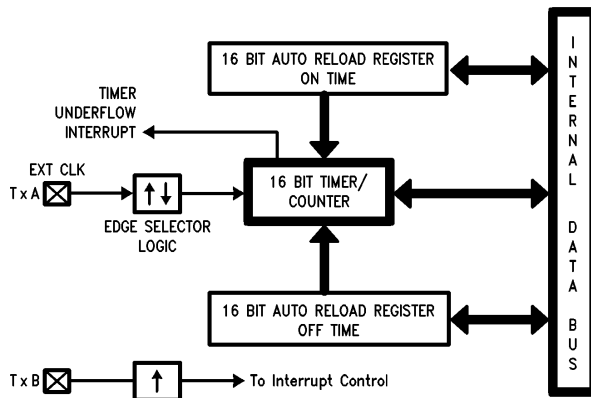 16 BIT AUTO RELOAD REGISTER
ON TIME
TIMER
UNDERFLOW
INTERRUPT
EXT CLK
TxA
EDGE SELECTOR
LOGIC
16 BIT TIMER/
COUNTER
16 BIT AUTO RELOAD REGISTER
OFF TIME
TxB
To Interrupt Control
INTERNAL DATA BUS